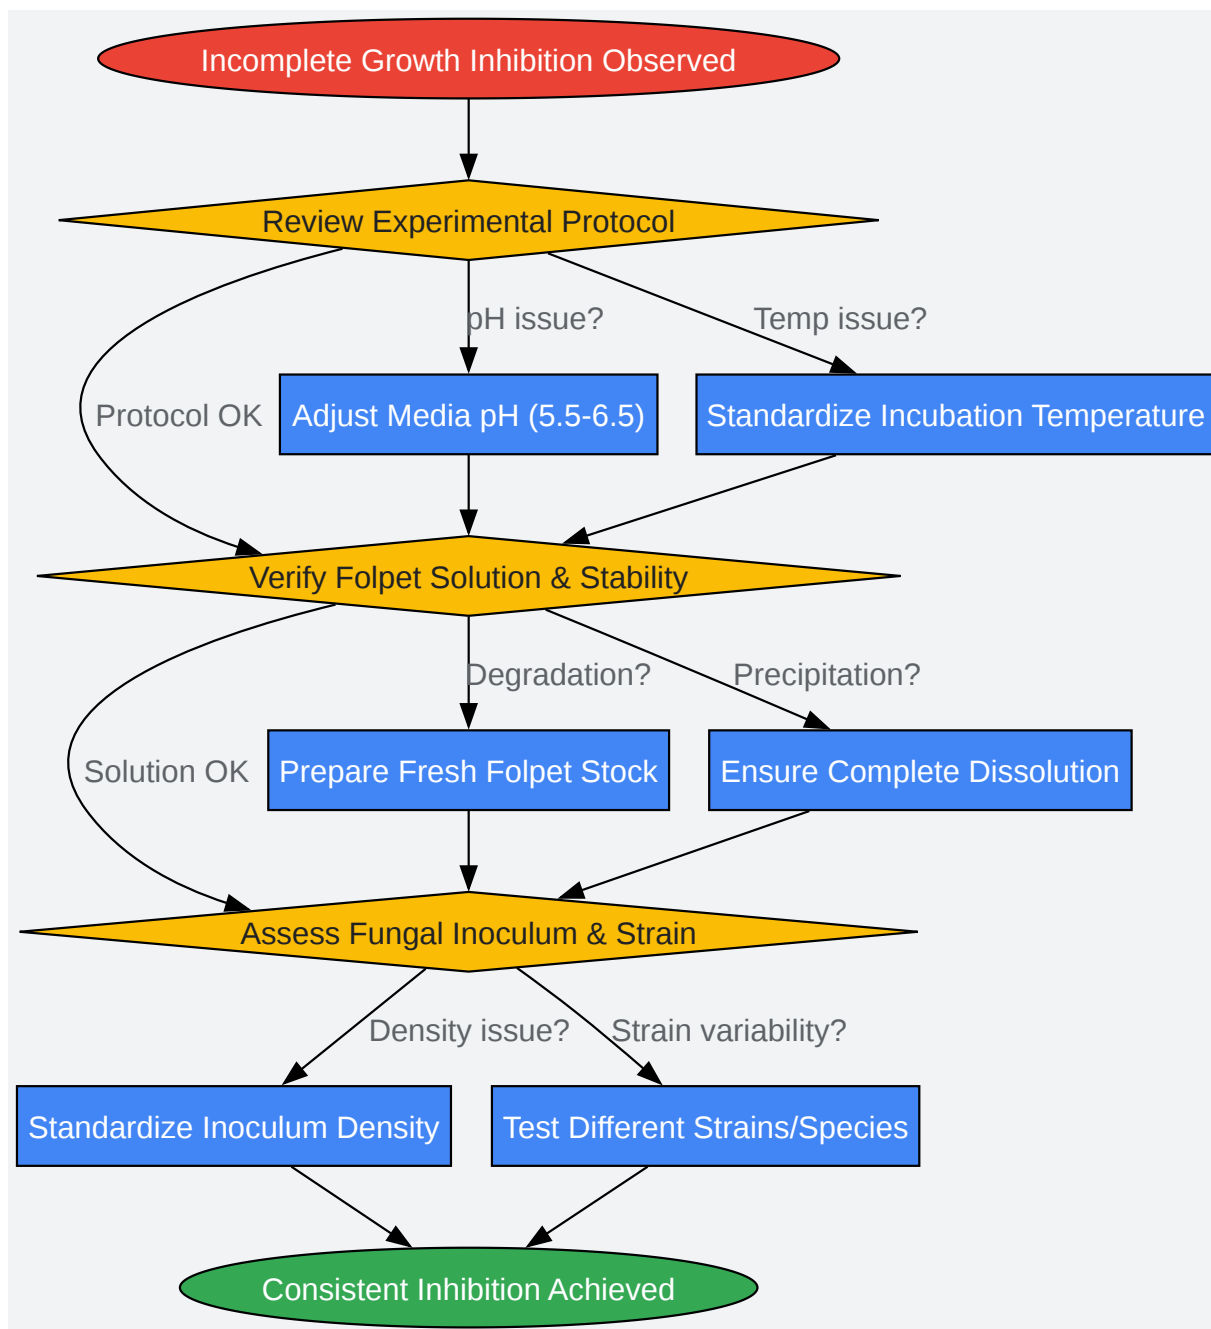 Incomplete Growth Inhibition Observed
Review Experimental Protocol
pH issue?
Temp issue?
Protocol OK
Adjust Media pH (5.5-6.5)
Standardize Incubation Temperature
Verify Folpet Solution & Stability
Degradation?
Precipitation?
Solution OK
Prepare Fresh Folpet Stock
Ensure Complete Dissolution
Assess Fungal Inoculum & Strain
Density issue?
Strain variability?
Standardize Inoculum Density
Test Different Strains/Species
Consistent Inhibition Achieved